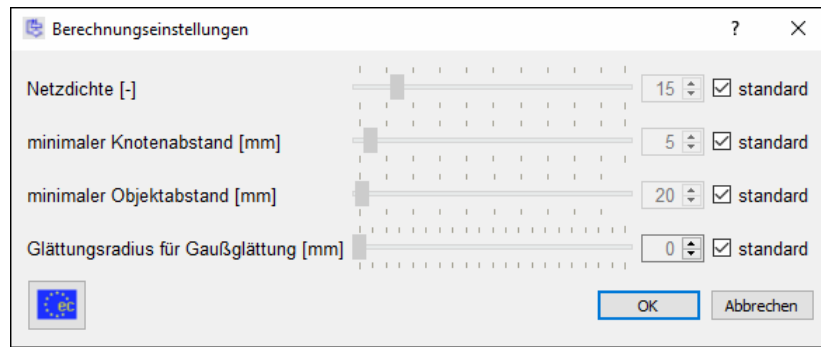 Berechnungseinstellungen ?
Netzdichte [-] 15 standard
minimaler Knotenabstand [mm] 5 standard
minimaler Objektabstand [mm] 20 standard
Glättungsradius für Gaußglättung [mm] 0 standard
ec OK Abbrechen